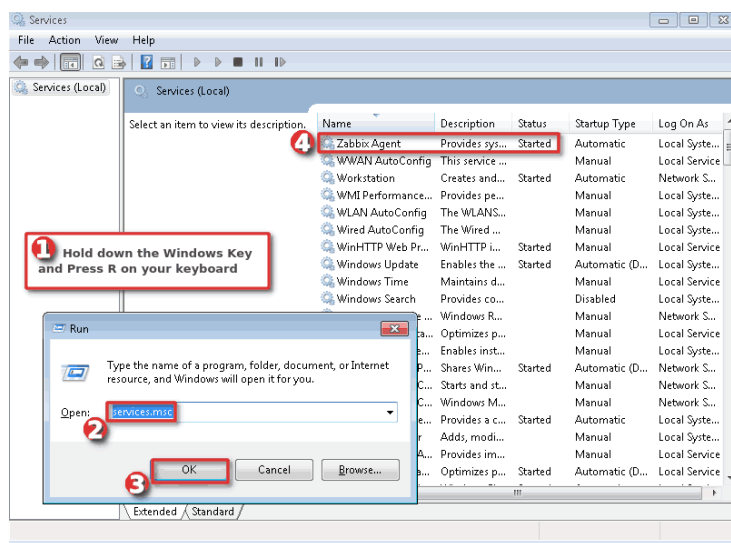 Services
File Action View Help
Services (Local)
Services (Local)
Select an item to view its description.
Name Description Status Startup Type Log On As
4 Zabbix Agent Provides sys... Started Automatic Local Syste...
WWAN AutoConfig This service ... Manual Local Service
Workstation Creates and... Started Automatic Network S...
WMI Performance... Provides pe... Manual Local Syste...
WLAN AutoConfig The WLANS... Manual Local Syste...
Wired AutoConfig The Wired ... Manual Local Syste...
WinHTTP Web Pr... WinHTTP i... Started Manual Local Service
Windows Update Enables the ... Started Automatic (D... Local Syste...
Windows Time Maintains d... Manual Local Service
Windows Search Provides co... Disabled Local Syste...
e ... Windows R... Manual Network S...
ta... Optimizes p... Manual Local Service
e... Enables inst... Manual Local Syste...
P... Shares Win... Started Automatic (D... Network S...
C... Starts and st... Manual Network S...
C... Windows M... Manual Network S...
e... Provides a c... Started Automatic Local Syste...
r Adds, modi... Manual Local Syste...
A... Provides im... Manual Local Service
a... Optimizes p... Started Automatic (D... Local Service
1 Hold down the Windows Key
and Press R on your keyboard
Run
Type the name of a program, folder, document, or Internet
resource, and Windows will open it for you.
Open: services.msc
2
3 OK Cancel Browse...
Extended Standard